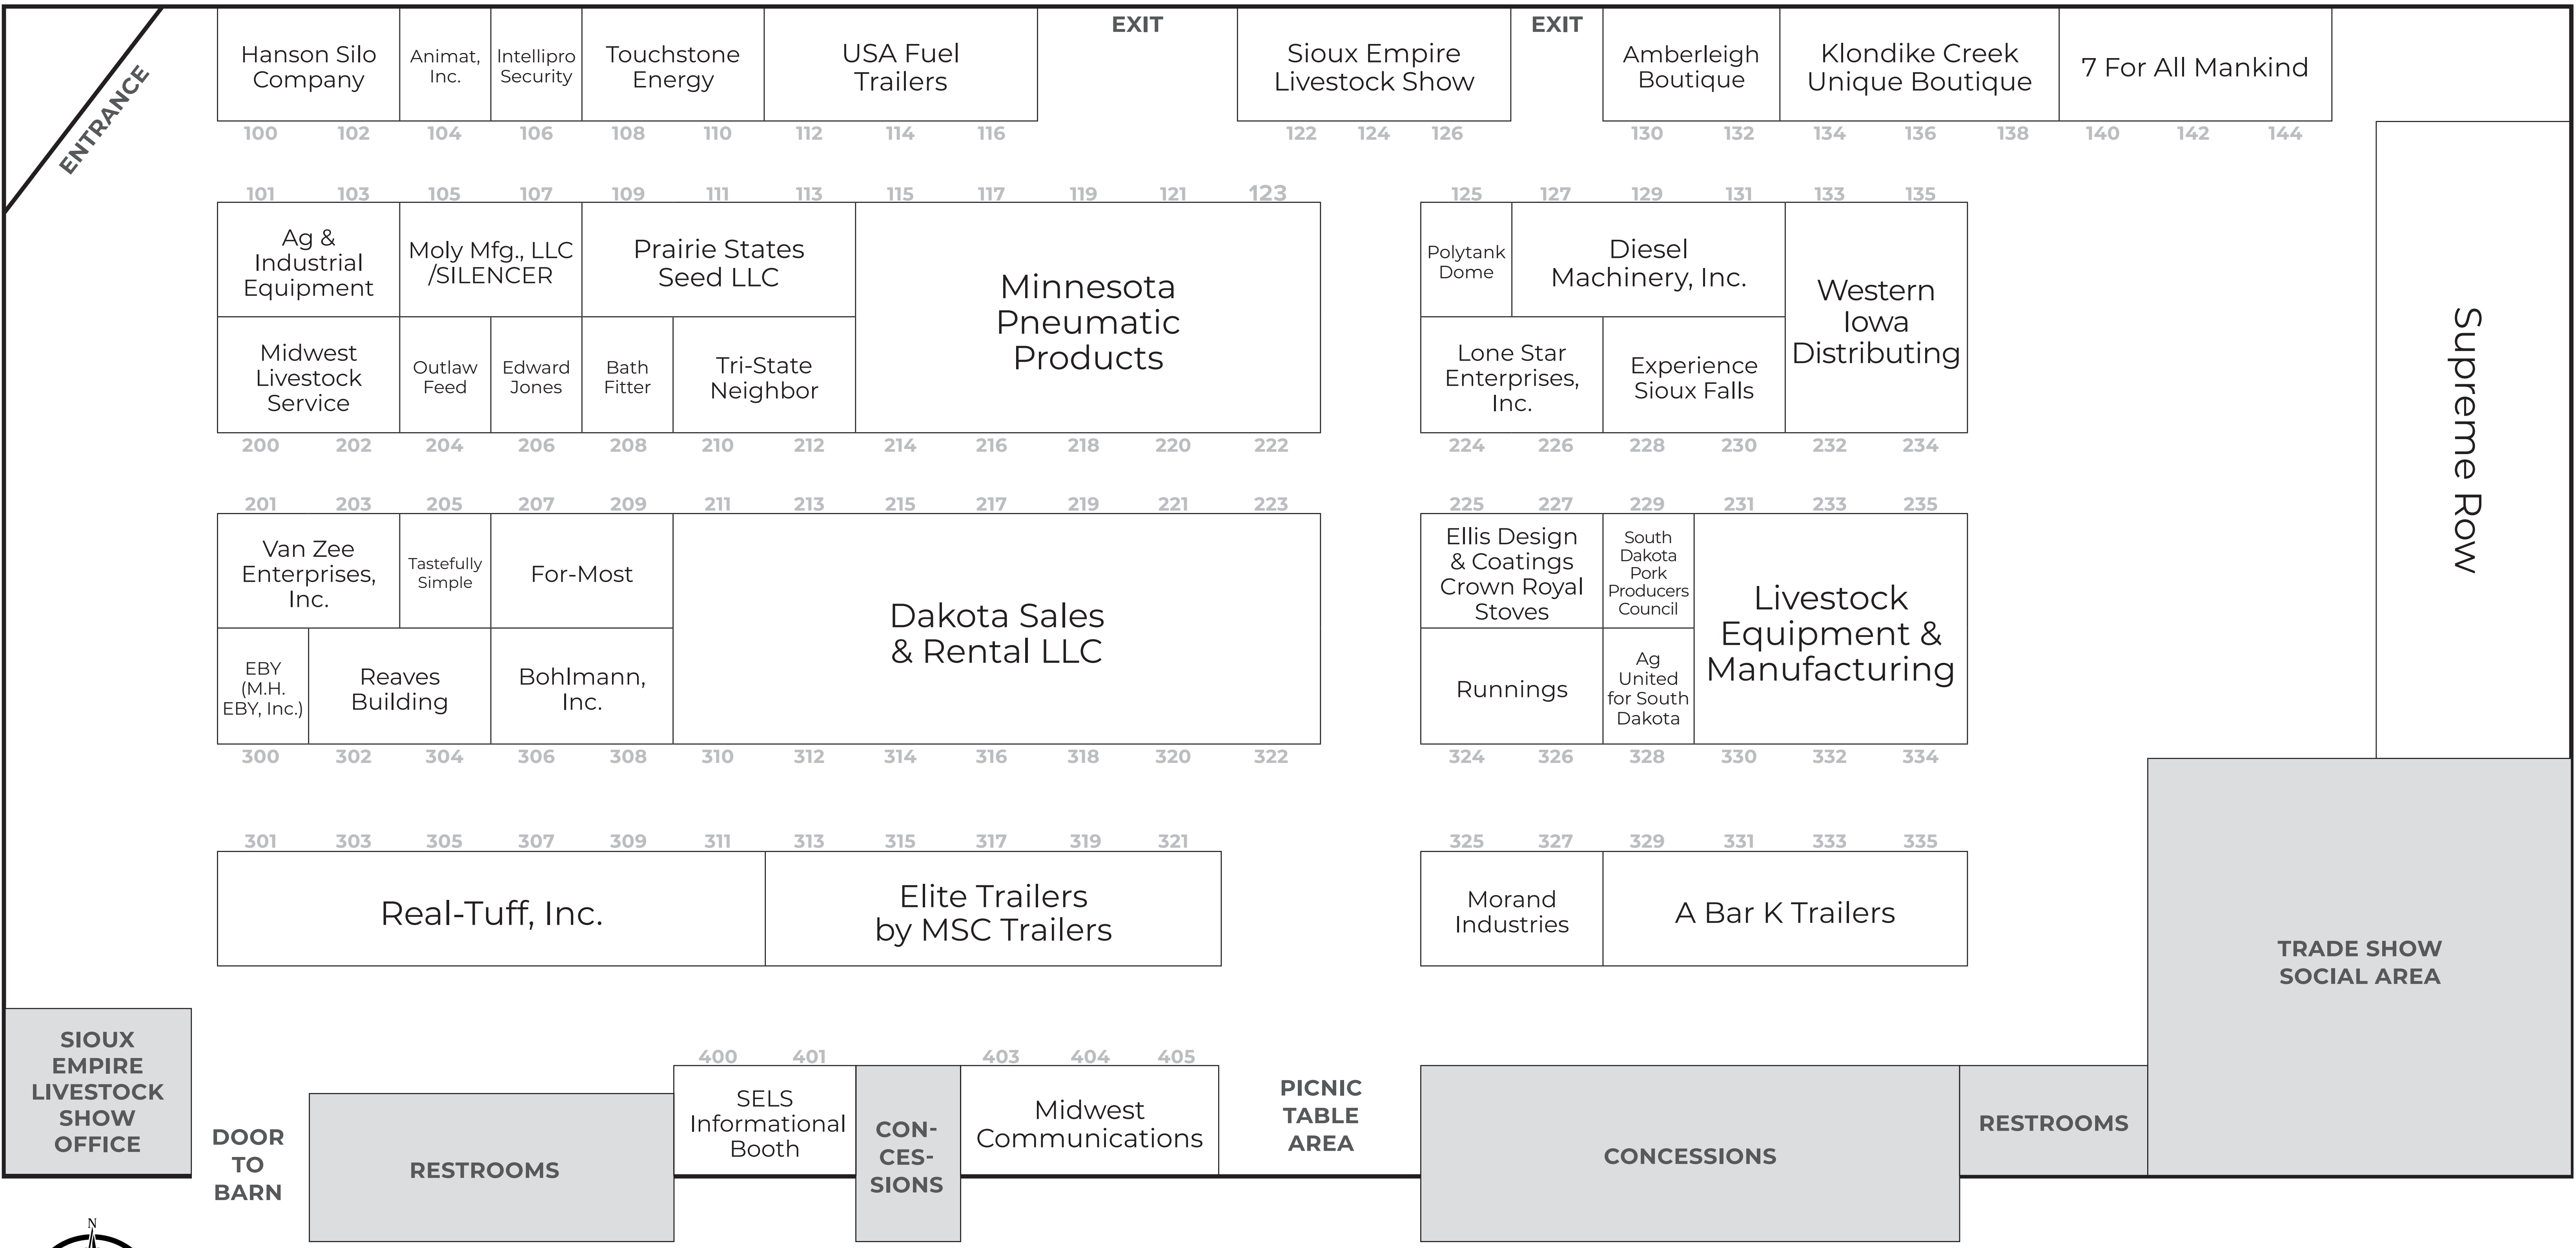 ENTRANCE
Hanson Silo
Company
Animat,
Inc.
Intellipro
Security
Touchstone
Energy
USA Fuel
Trailers
EXIT
Sioux Empire
Livestock Show
EXIT
Amberleigh
Boutique
Klondike Creek
Unique Boutique
7 For All Mankind
100 102 104 106 108 110 112 114 116 122 124 126 130 132 134 136 138 140 142 144
101 103 105 107 109 111 113 115 117 119 121 123 125 127 129 131 133 135
Ag &
Industrial
Equipment
Moly Mfg., LLC
/SILENCER
Prairie States
Seed LLC
Minnesota
Pneumatic
Products
Polytank
Dome
Diesel
Machinery, Inc.
Western
Iowa
Distributing
Midwest
Livestock
Service
Outlaw
Feed
Edward
Jones
Bath
Fitter
Tri-State
Neighbor
Lone Star
Enterprises,
Inc.
Experience
Sioux Falls
Supreme Row
200 202 204 206 208 210 212 214 216 218 220 222 224 226 228 230 232 234
201 203 205 207 209 211 213 215 217 219 221 223 225 227 229 231 233 235
Van Zee
Enterprises,
Inc.
Tastefully
Simple
For-Most
Dakota Sales
& Rental LLC
Ellis Design
& Coatings
Crown Royal
Stoves
South
Dakota
Pork
Producers
Council
Livestock
Equipment &
Manufacturing
EBY
(M.H.
EBY, Inc.)
Reaves
Building
Bohlmann,
Inc.
Runnings
Ag
United
for South
Dakota
300 302 304 306 308 310 312 314 316 318 320 322 324 326 328 330 332 334
301 303 305 307 309 311 313 315 317 319 321 325 327 329 331 333 335
Real-Tuff, Inc.
Elite Trailers
by MSC Trailers
Morand
Industries
A Bar K Trailers
TRADE SHOW
SOCIAL AREA
SIOUX
EMPIRE
LIVESTOCK
SHOW
OFFICE
DOOR
TO
BARN
RESTROOMS
400 401 403 404 405
SELS
Informational
Booth
CON-
CES-
SIONS
Midwest
Communications
PICNIC
TABLE
AREA
CONCESSIONS
RESTROOMS
N